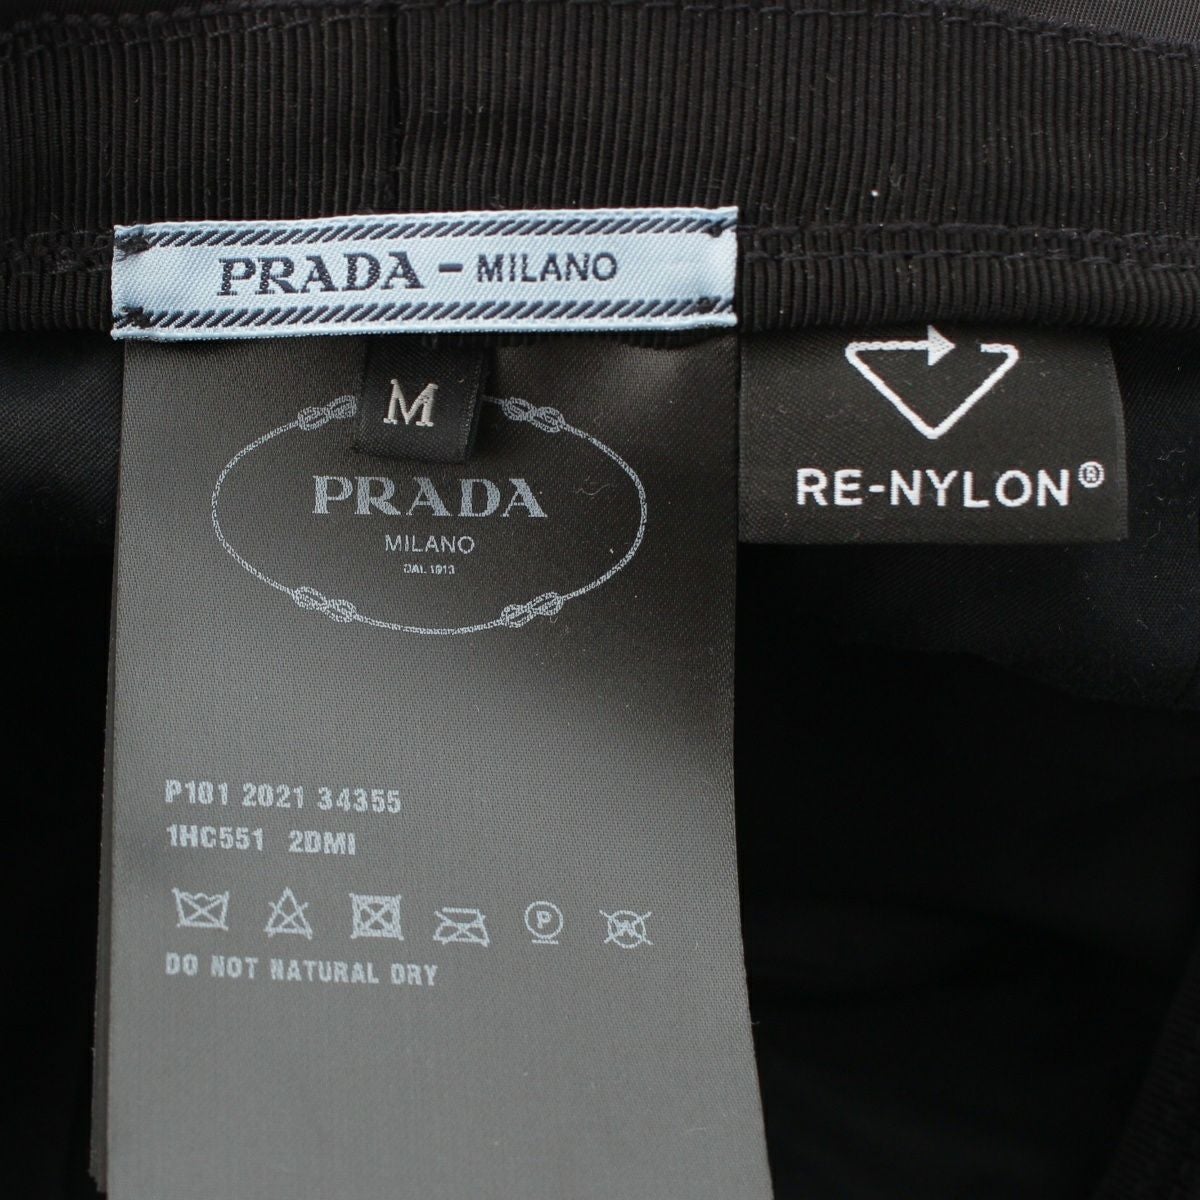 PRADA - MILANO
M
RE-NYLON®
PRADA
MILANO
DAL 1913
P101 2021 34355
1HC551 2DMI
P
W
DO NOT NATURAL DRY